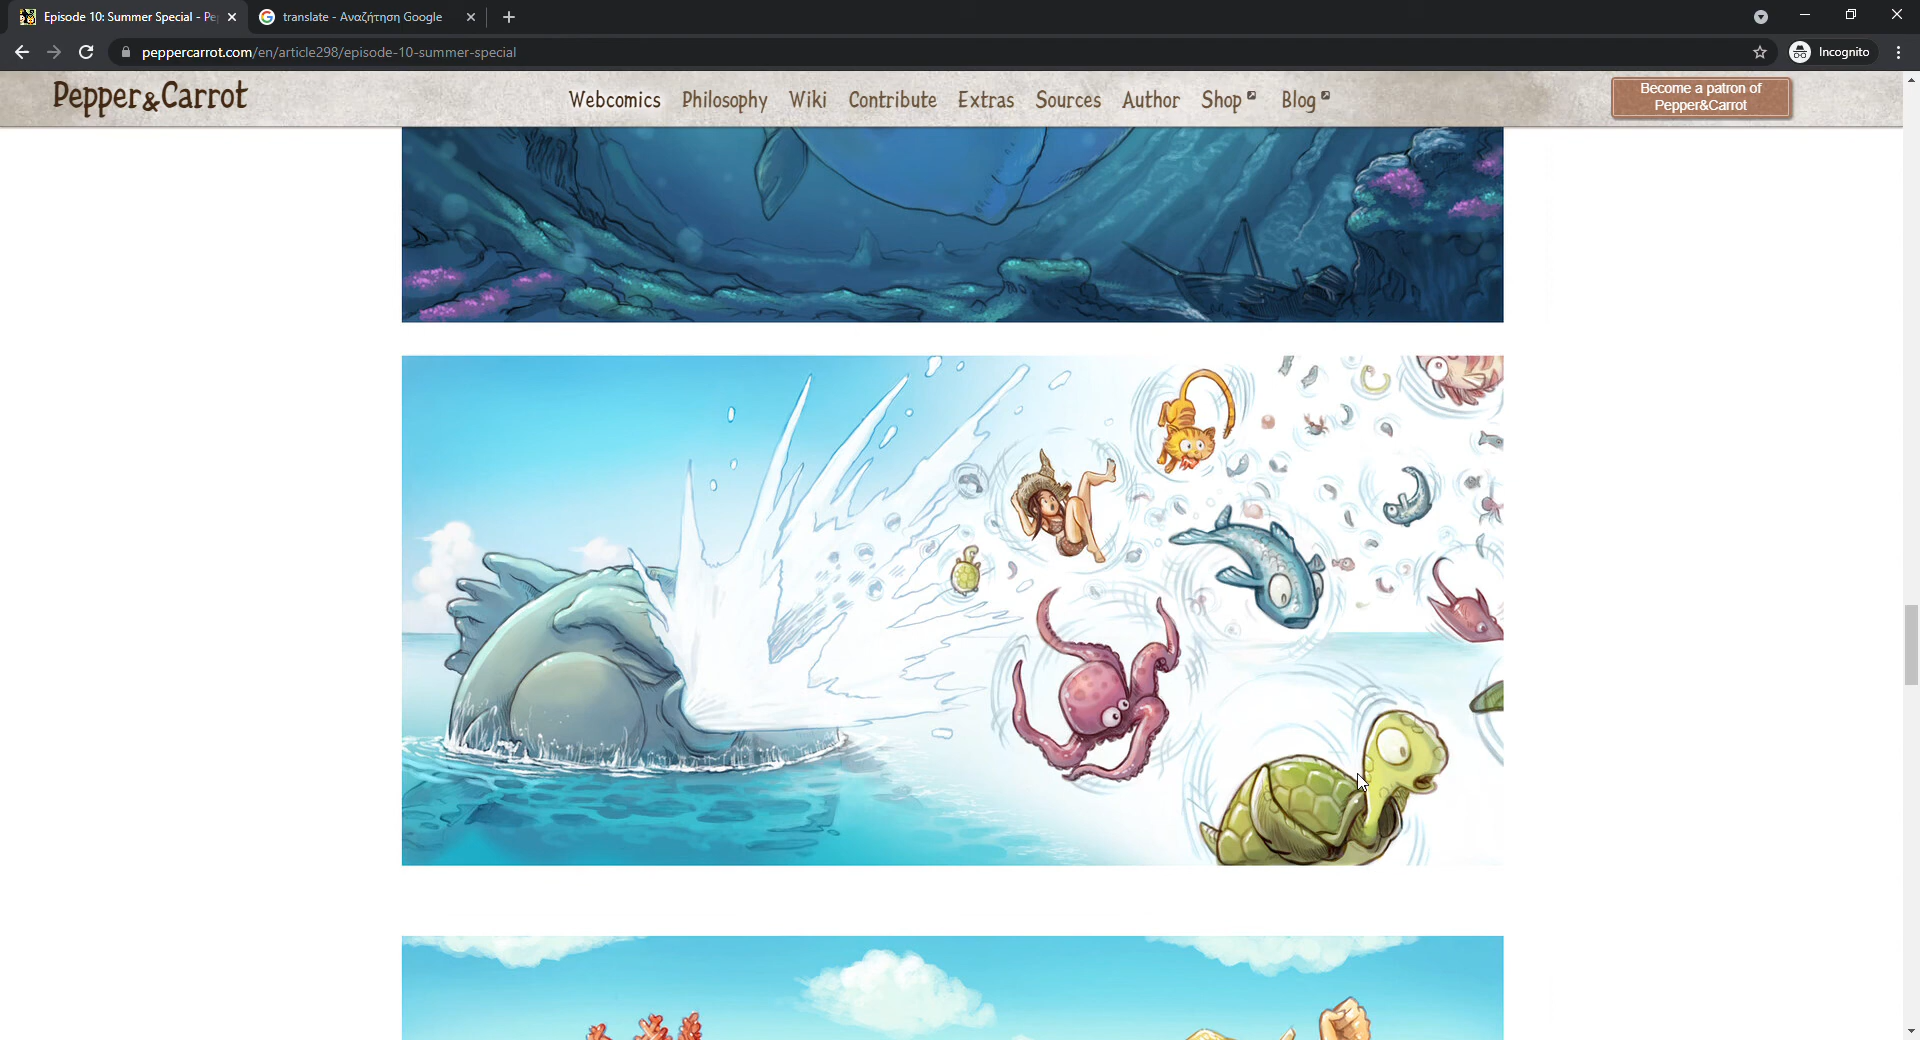 Episode 10: Summer Special - Pe
translate - Αναζήτηση Google
peppercarrot.com/en/article298/episode-10-summer-special
Incognito
Pepper&Carrot
Webcomics Philosophy Wiki Contribute Extras Sources Author Shop Blog
Become a patron of
Pepper&Carrot